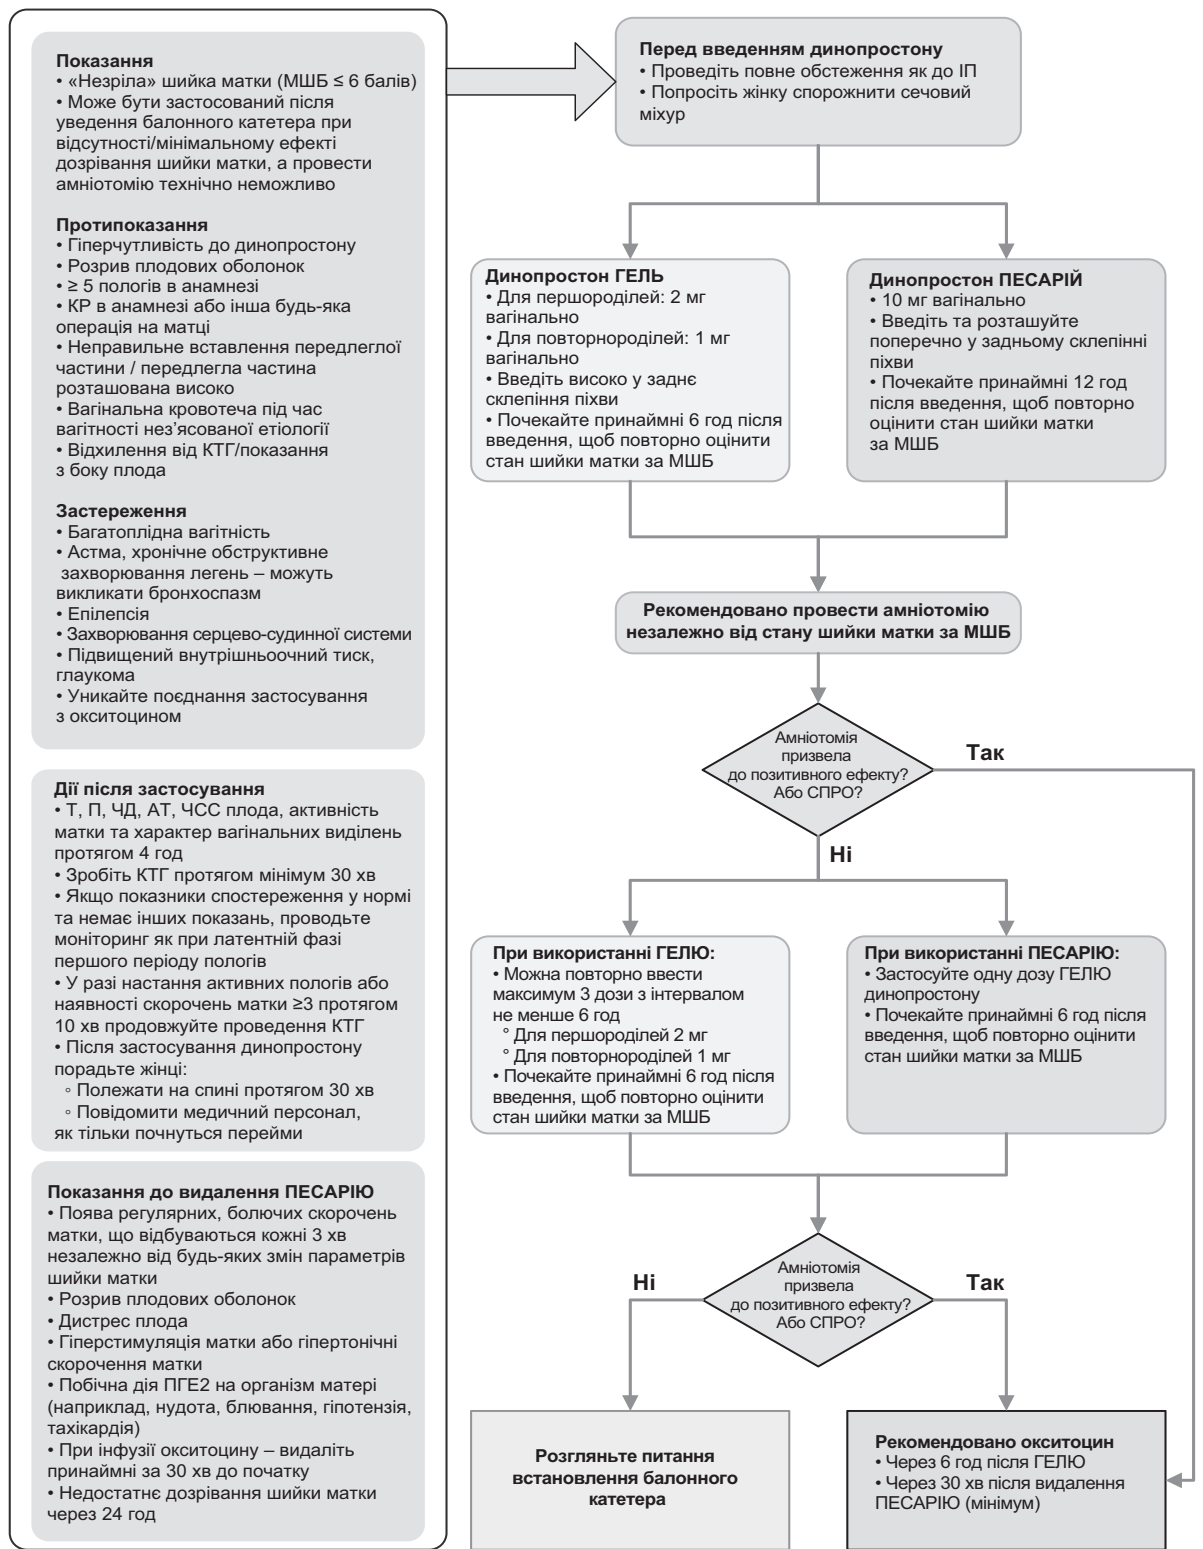 Показання
• «Незріла» шийка матки (МШБ ≤ 6 балів)
• Може бути застосований після
уведення балонного катетера при
відсутності/мінімальному ефекті
дозрівання шийки матки, а провести
амніотомію технічно неможливо
Протипоказання
• Гіперчутливість до динопростону
• Розрив плодових оболонок
• ≥ 5 пологів в анамнезі
• КР в анамнезі або інша будь-яка
операція на матці
• Неправильне вставлення передлеглої
частини / передлегла частина
розташована високо
• Вагінальна кровотеча під час
вагітності нез’ясованої етіології
• Відхилення від КТГ/показання
з боку плода
Застереження
• Багатоплідна вагітність
• Астма, хронічне обструктивне
захворювання легень – можуть
викликати бронхоспазм
• Епілепсія
• Захворювання серцево-судинної системи
• Підвищений внутрішньоочний тиск,
глаукома
• Уникайте поєднання застосування
з окситоцином
Дії після застосування
• Т, П, ЧД, АТ, ЧСС плода, активність
матки та характер вагінальних виділень
протягом 4 год
• Зробіть КТГ протягом мінімум 30 хв
• Якщо показники спостереження у нормі
та немає інших показань, проводьте
моніторинг як при латентній фазі
першого періоду пологів
• У разі настання активних пологів або
наявності скорочень матки ≥3 протягом
10 хв продовжуйте проведення КТГ
• Після застосування динопростону
порадьте жінці:
◦ Полежати на спині протягом 30 хв
◦ Повідомити медичний персонал,
як тільки почнуться перейми
Показання до видалення ПЕСАРІЮ
• Поява регулярних, болючих скорочень
матки, що відбуваються кожні 3 хв
незалежно від будь-яких змін параметрів
шийки матки
• Розрив плодових оболонок
• Дистрес плода
• Гіперстимуляція матки або гіпертонічні
скорочення матки
• Побічна дія ПГЕ2 на організм матері
(наприклад, нудота, блювання, гіпотензія,
тахікардія)
• При інфузії окситоцину – видаліть
принаймні за 30 хв до початку
• Недостатнє дозрівання шийки матки
через 24 год
Перед введенням динопростону
• Проведіть повне обстеження як до ІП
• Попросіть жінку спорожнити сечовий
міхур
Динопростон ГЕЛЬ
• Для першороділей: 2 мг
вагінально
• Для повторнороділей: 1 мг
вагінально
• Введіть високо у заднє
склепіння піхви
• Почекайте принаймні 6 год після
введення, щоб повторно оцінити
стан шийки матки за МШБ
Динопростон ПЕСАРІЙ
• 10 мг вагінально
• Введіть та розташуйте
поперечно у задньому склепінні
піхви
• Почекайте принаймні 12 год
після введення, щоб повторно
оцінити стан шийки матки
за МШБ
Рекомендовано провести амніотомію
незалежно від стану шийки матки за МШБ
Амніотомія
призвела
до позитивного ефекту?
Або СПРО?
Так
Ні
При використанні ГЕЛЮ:
• Можна повторно ввести
максимум 3 дози з інтервалом
не менше 6 год
° Для першороділей 2 мг
° Для повторнороділей 1 мг
• Почекайте принаймні 6 год після
введення, щоб повторно оцінити
стан шийки матки за МШБ
При використанні ПЕСАРІЮ:
• Застосуйте одну дозу ГЕЛЮ
динопростону
• Почекайте принаймні 6 год після
введення, щоб повторно оцінити
стан шийки матки за МШБ
Ні
Амніотомія
призвела
до позитивного ефекту?
Або СПРО?
Так
Розгляньте питання
встановлення балонного
катетера
Рекомендовано окситоцин
• Через 6 год після ГЕЛЮ
• Через 30 хв після видалення
ПЕСАРІЮ (мінімум)